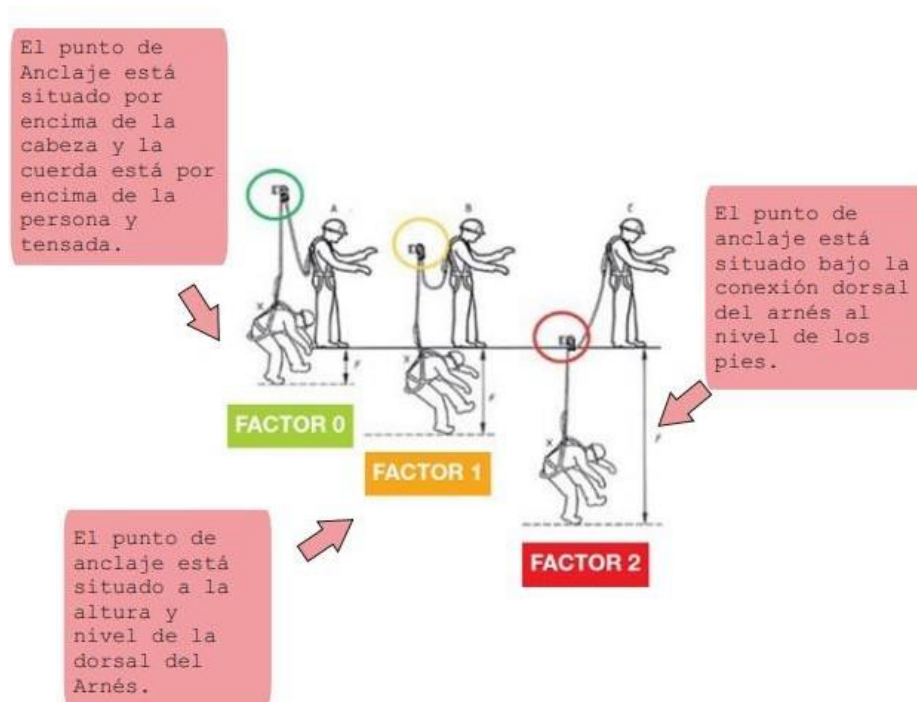 El punto de
Anclaje está
situado por
encima de la
cabeza y la
cuerda está por
encima de la
persona y
tensada.
A
B
C
El punto de
anclaje está
situado bajo la
conexión dorsal
del arnés al
nivel de los
pies.
X
F
FACTOR 0
X
F
FACTOR 1
X
F
FACTOR 2
El punto de
anclaje está
situado a la
altura y
nivel de la
dorsal del
Arnés.